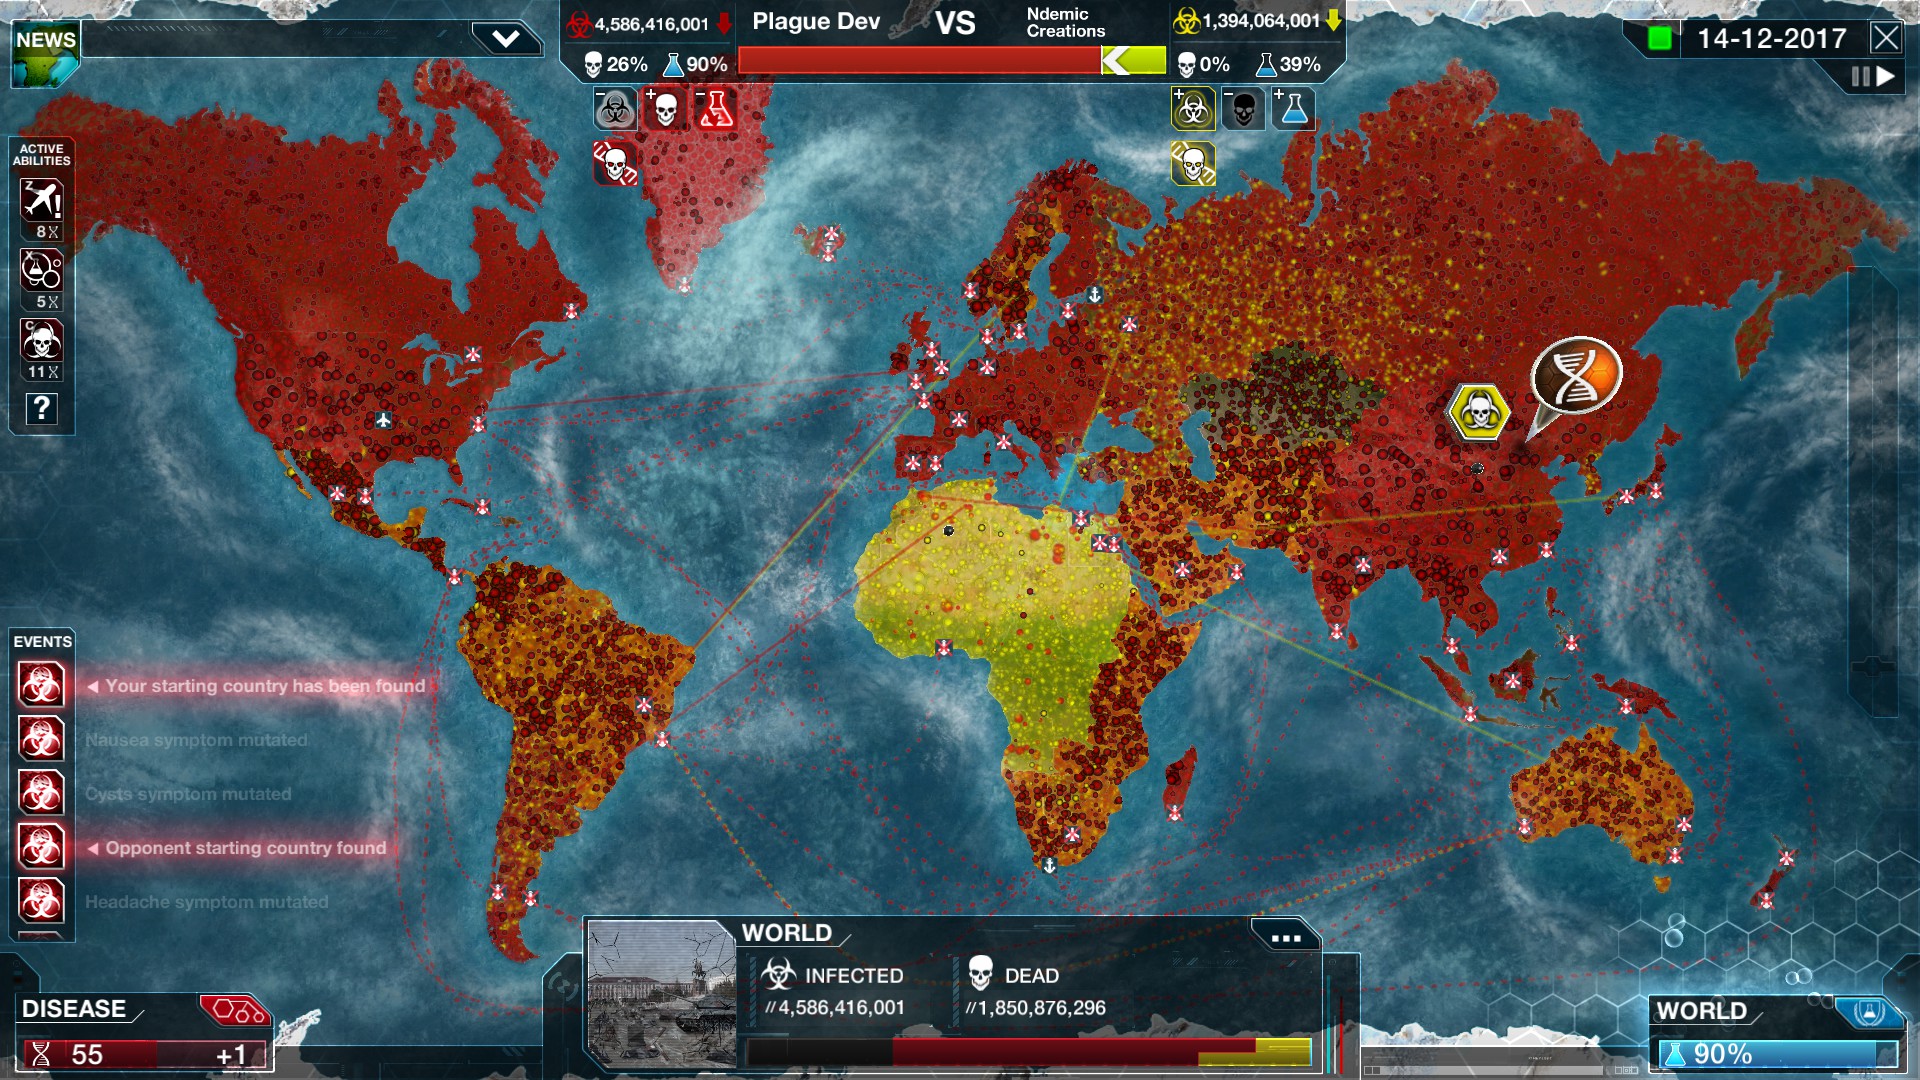 NEWS
4,586,416,001
Plague Dev
VS
Ndemic
Creations
1,394,064,001
26%
90%
0%
39%
14-12-2017
ACTIVE
ABILITIES
Z
8
X
5
C
11
?
EVENTS
Your starting country has been found
Nausea symptom mutated
Cysts symptom mutated
Opponent starting country found
Headache symptom mutated
WORLD
...
INFECTED
DEAD
//4,586,416,001
//1,850,876,296
DISEASE
55
+1
WORLD
90%